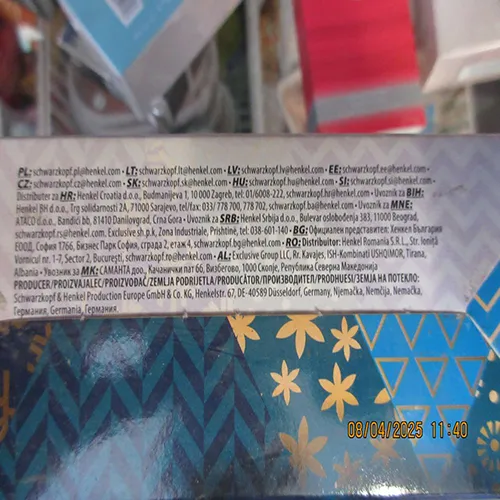 PL: schwarzkopf.pl@henkel.com • LT: schwarzkopf.lt@henkel.com • LV: schwarzkopf.lv@henkel.com • EE: schwarzkopf.ee@henkel.com •
CZ: schwarzkopf.cz@henkel.com • SK: schwarzkopf.sk@henkel.com • HU: schwarzkopf.hu@henkel.com • SI: schwarzkopf.si@henkel.com •
Distributer za HR: Henkel Croatia d.o.o., Budmanijeva 1, 10 000 Zagreb, tel: 01/6008-222, schwarzkopf.hr@henkel.com • Uvoznik za BIH:
Henkel BH d.o.o., Trg solidarnosti 2A, 71000 Sarajevo, tel/fax: 033/ 778 700, 778 702, schwarzkopf.ba@henkel.com • Uvoznik za MNE:
ATACO d.o.o., Bandići bb, 81410 Danilovgrad, Crna Gora • Uvoznik za SRB: Henkel Srbija d.o.o., Bulevar oslobođenja 383, 11000 Beograd,
schwarzkopf.rs@henkel.com. Exclusive sh.p.k, Zona Industriale, Prishtinë, tel: 038-601 140 • BG: Официален представител: Хенкел България
ЕООД, София 1766, Бизнес Парк София, сграда 2, етаж 4, schwarzkopf.bg@henkel.com • RO: Distribuitor: Henkel Romania S.R.L., Str. Ioniță
Vornicul nr. 1-7, Sector 2, București, schwarzkopf.ro@henkel.com • AL: Exclusive Group LLC, Rr. Kavajes, ISH-Kombinati USHQIMOR, Tirana,
Albania • Увозник за MK: САМАНТА доо, Качанички пат 66, Визбегово, 1000 Скопје, Република Северна Македонија
PRODUCER/PROIZVAJALEC/PROIZVOĐAČ/ZEMLJA PODRIJETLA/PRODUCĂTOR/ПРОИЗВОДИТЕЛ/PRODHUESI/ЗЕМЈА НА ПОТЕКЛО:
Schwarzkopf & Henkel Production Europe GmbH & Co. KG, Henkelstr. 67, DE-40589 Düsseldorf, Germany, Njemačka, Nemčija, Nemačka,
Германия, Germania, Германия.
08/04/2025 11:40